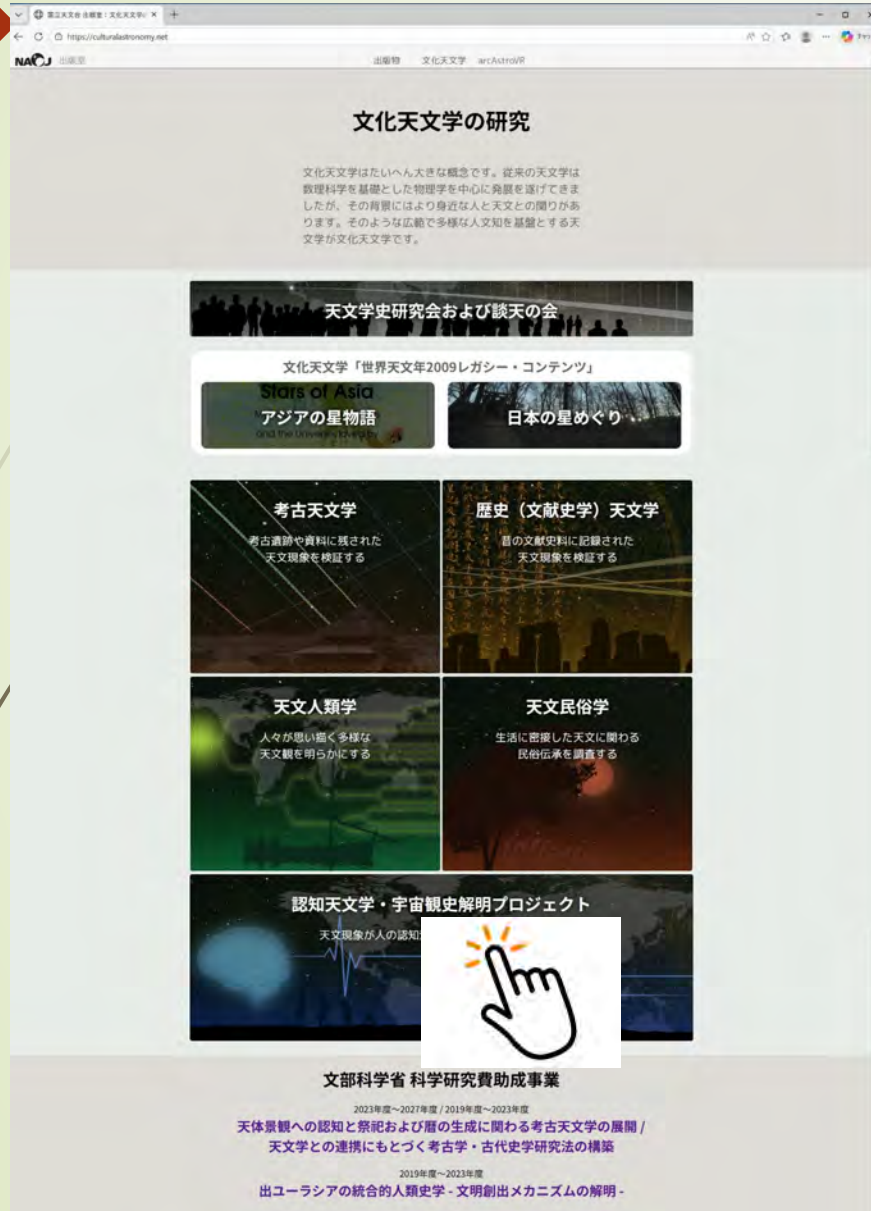 https://culturalastronomy.net
NAOJ 出版室
出版物 文化天文学 arcAstroVR
文化天文学の研究
文化天文学はたいへん大きな概念です。従来の天文学は
数理科学を基礎とした物理学を中心に発展を遂げてきま
したが、その背景にはより身近な人と天文との関りがあ
ります。そのような広範で多様な人文知を基盤とする天
文学が文化天文学です。
天文学史研究会および談天の会
文化天文学「世界天文年2009レガシー・コンテンツ」
Stars of Asia
アジアの星物語
日本の星めぐり
考古天文学
歴史（文献史学）天文学
考古遺跡や資料に残された
天文現象を検証する
昔の文献史料に記録された
天文現象を検証する
天文人類学
天文民俗学
人々が思い描く多様な
天文観を明らかにする
生活に密接した天文に関わる
民俗伝承を調査する
認知天文学・宇宙観史解明プロジェクト
天文現象が人の認知
文部科学省 科学研究費助成事業
2023年度～2027年度 / 2019年度～2023年度
天体景観への認知と祭祀および暦の生成に関わる考古天文学の展開 /
天文学との連携にもとづく考古学・古代史学研究法の構築
2019年度～2023年度
出ユーラシアの統合的人類史学 - 文明創出メカニズムの解明 -